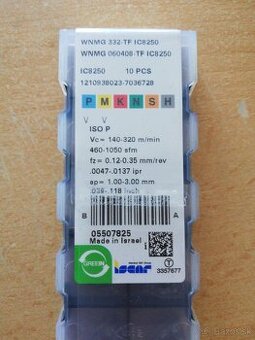 WNMG 332-TF IC8250
WNMG 060408-TF IC8250
IC8250 10 PCS
1210938023-7036728
P M K N S H
V V
ISO P
Vc = 140-320 m/min
460-1050 sfm
fz = 0.12-0.35 mm/rev
.0047-.0137 ipr
ap = 1.00-3.00 mm
.039-.118 inch
B A
05507825
Made in Israel
GREEN
iscar
3357677